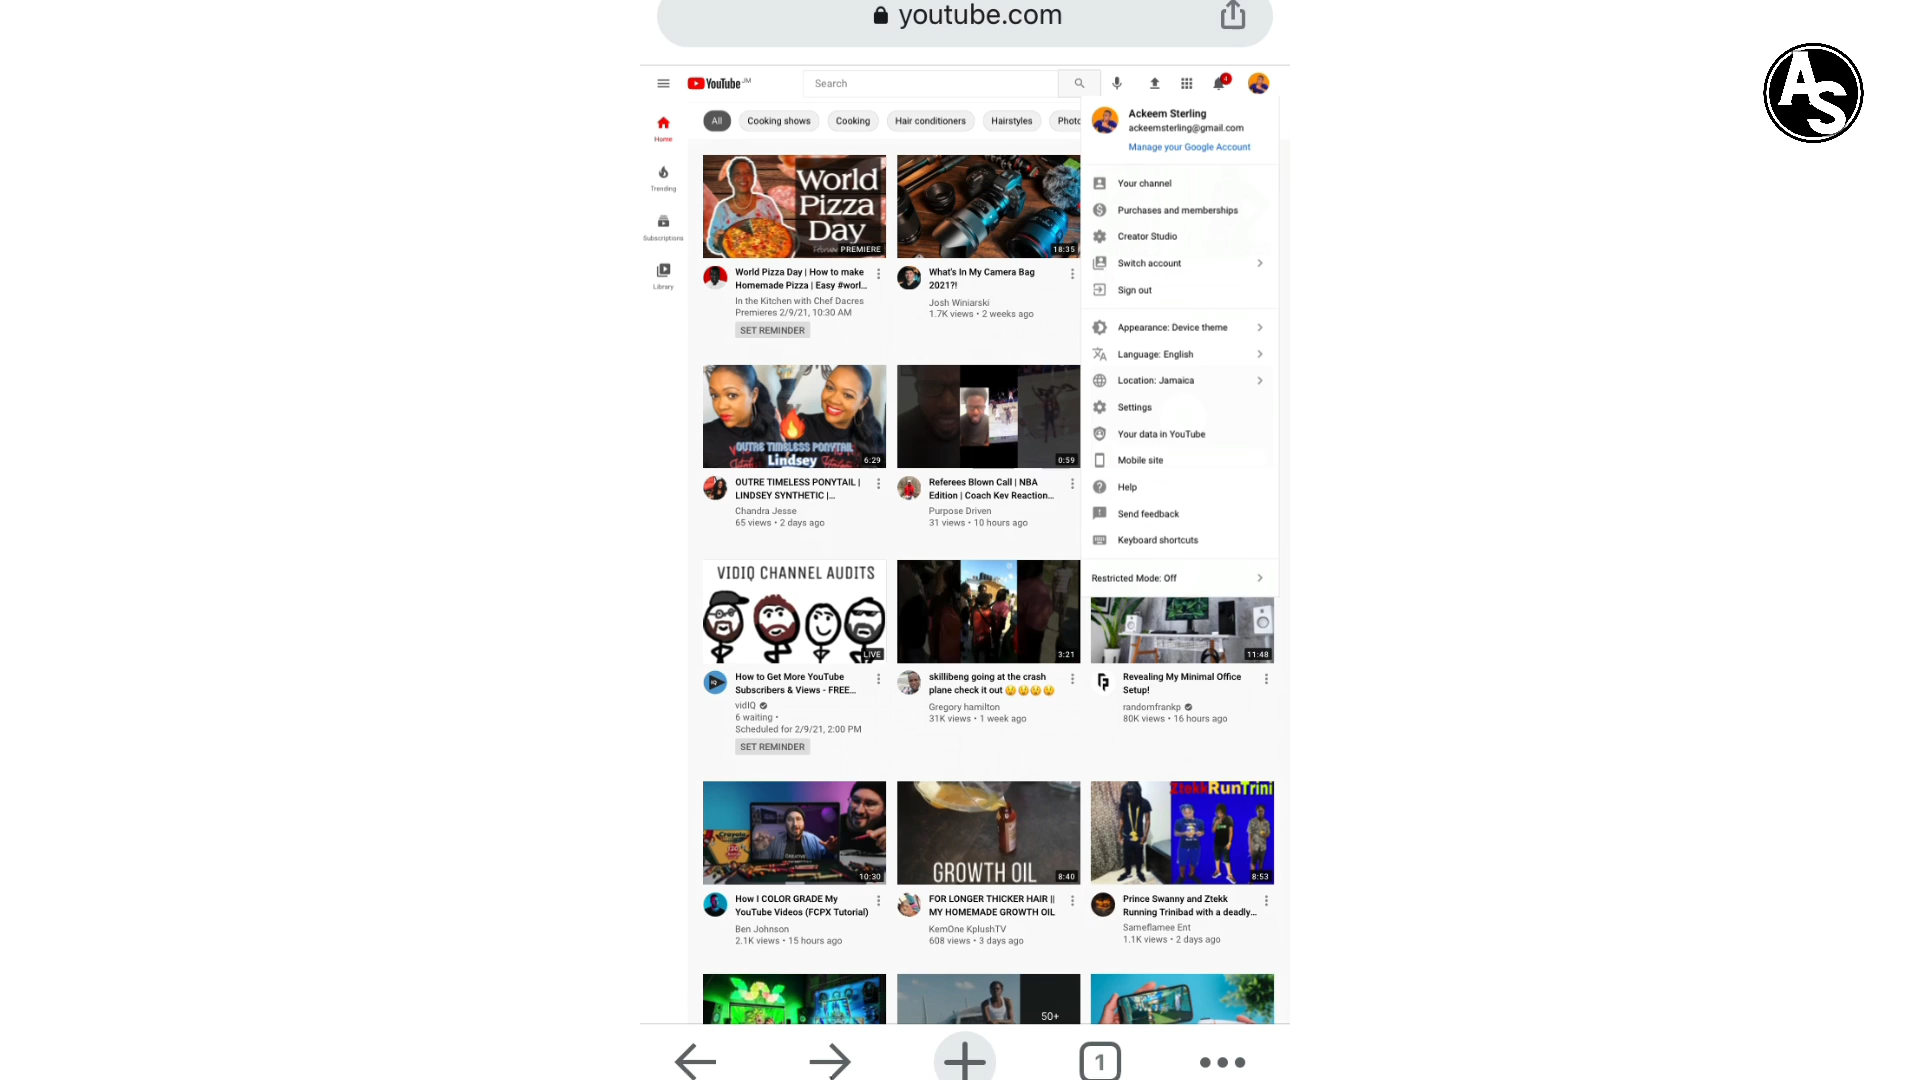 youtube.com
YouTube JM
Search
4
AS
All
Cooking shows
Cooking
Hair conditioners
Hairstyles
Home
Trending
Subscriptions
Library
World
Pizza
Day
PREMIERE
World Pizza Day | How to make
Homemade Pizza | Easy #worl...
In the Kitchen with Chef Dacres
Premieres 2/9/21, 10:30 AM
SET REMINDER
18:35
What's In My Camera Bag
2021?!
Josh Winiarski
1.7K views • 2 weeks ago
Ackeem Sterling
ackeemsterling@gmail.com
Manage your Google Account
Your channel
Purchases and memberships
Creator Studio
Switch account
Sign out
Appearance: Device theme
Language: English
Location: Jamaica
Settings
Your data in YouTube
Mobile site
Help
Send feedback
Keyboard shortcuts
Restricted Mode: Off
OUTRE TIMELESS PONYTAIL
Lindsey
6:29
OUTRE TIMELESS PONYTAIL |
LINDSEY SYNTHETIC |...
Chandra Jesse
65 views • 2 days ago
0:59
Referees Blown Call | NBA
Edition | Coach Kev Reaction...
Purpose Driven
31 views • 10 hours ago
VIDIQ CHANNEL AUDITS
LIVE
How to Get More YouTube
Subscribers & Views - FREE...
vidIQ
6 waiting •
Scheduled for 2/9/21, 2:00 PM
SET REMINDER
3:21
skillibeng going at the crash
plane check it out
Gregory hamilton
31K views • 1 week ago
11:48
Revealing My Minimal Office
Setup!
randomfrankp
80K views • 16 hours ago
10:30
How I COLOR GRADE My
YouTube Videos (FCPX Tutorial)
Ben Johnson
2.1K views • 15 hours ago
GROWTH OIL
8:40
FOR LONGER THICKER HAIR ||
MY HOMEMADE GROWTH OIL
KemOne KplushTV
608 views • 3 days ago
ZtekkRunTrini
8:53
Prince Swanny and Ztekk
Running Trinibad with a deadly...
Sameflamee Ent
1.1K views • 2 days ago
50+
1